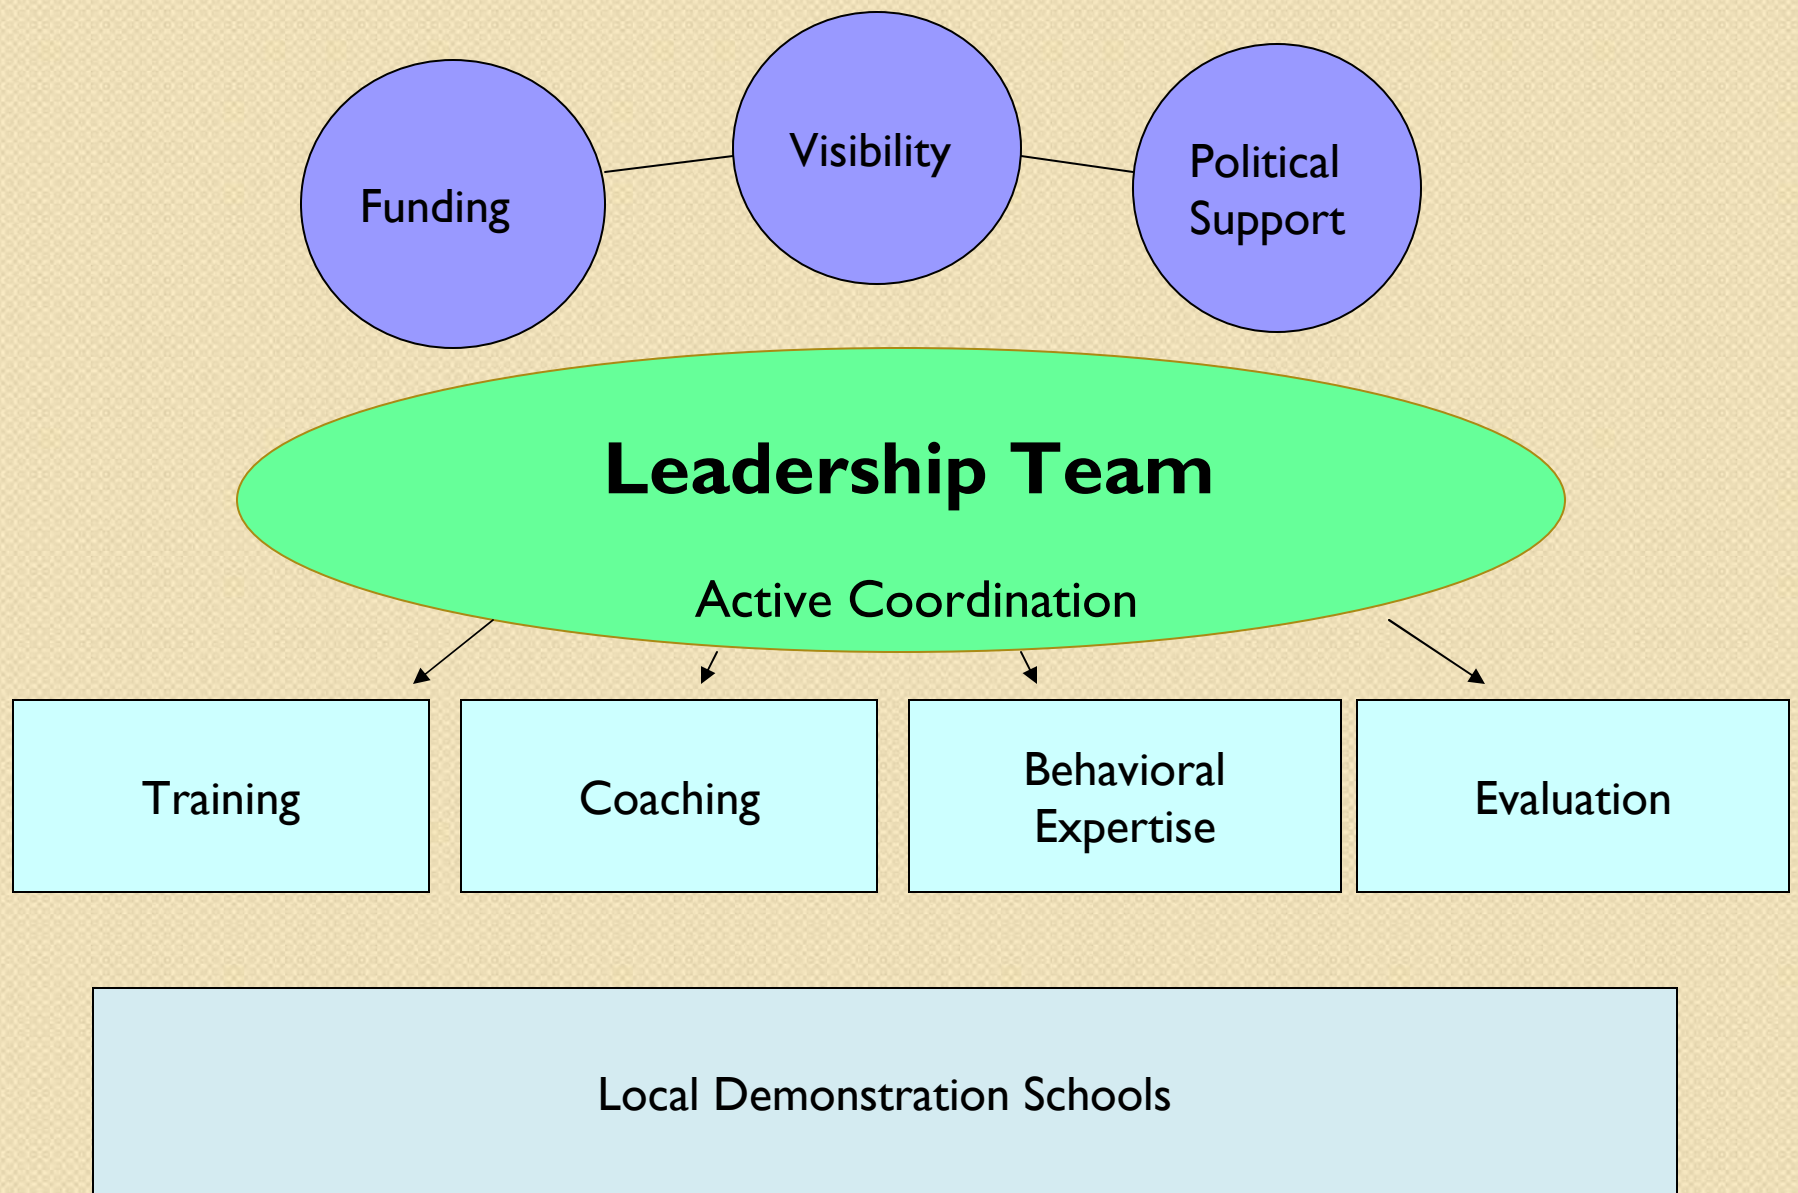 Funding
Visibility
Political
Support
Leadership Team
Active Coordination
Training
Coaching
Behavioral
Expertise
Evaluation
Local Demonstration Schools